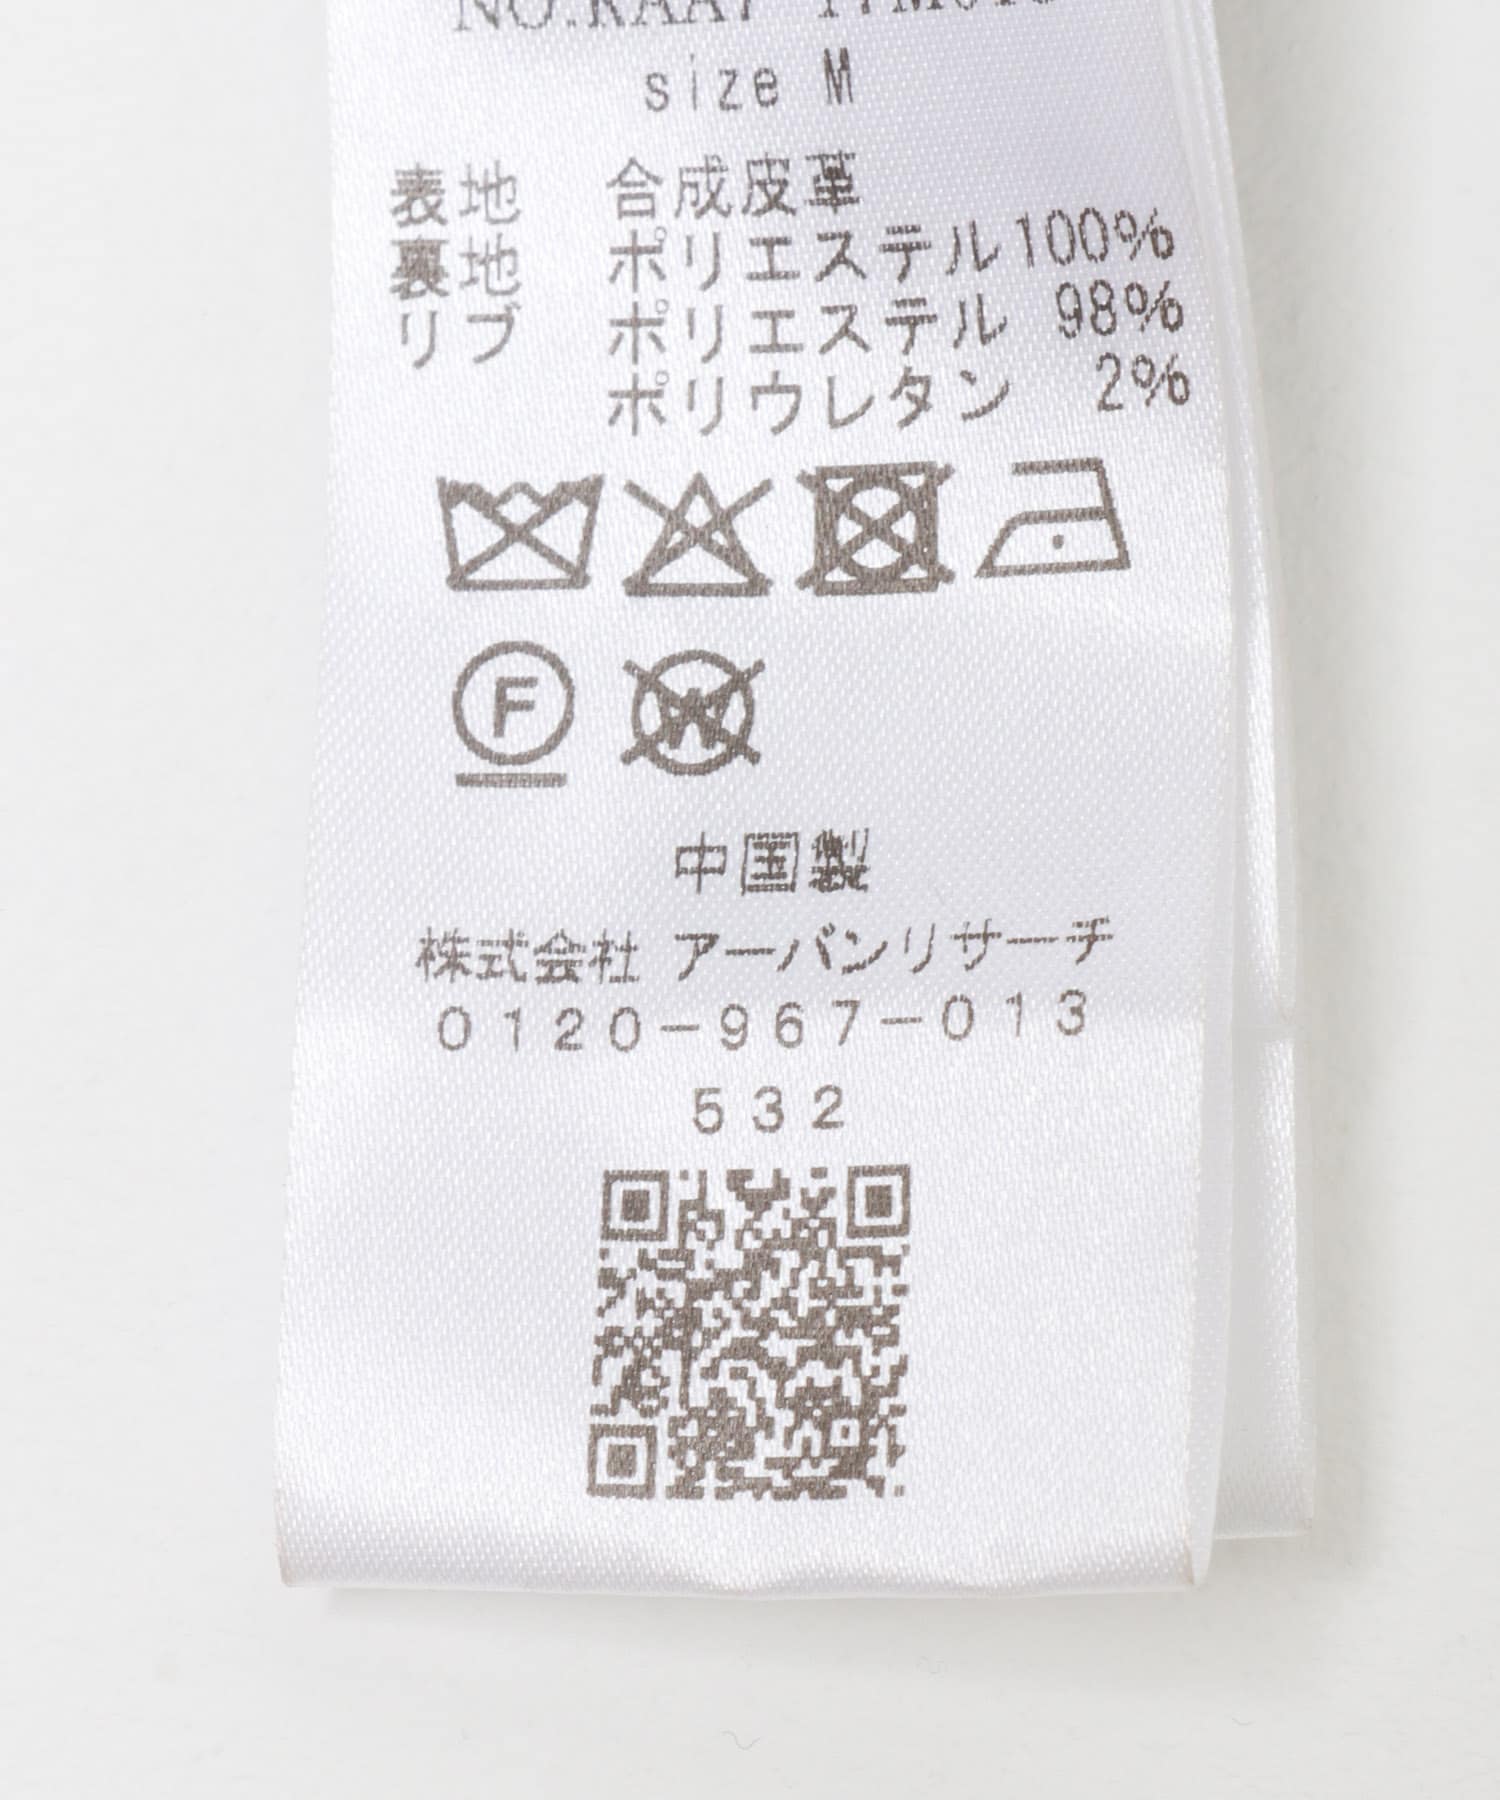 size M
表地 合成皮革
裏地 ポリエステル100%
リブ ポリエステル 98%
ポリウレタン 2%
F
W
中国製
株式会社 アーバンリサーチ
0120-967-013
532